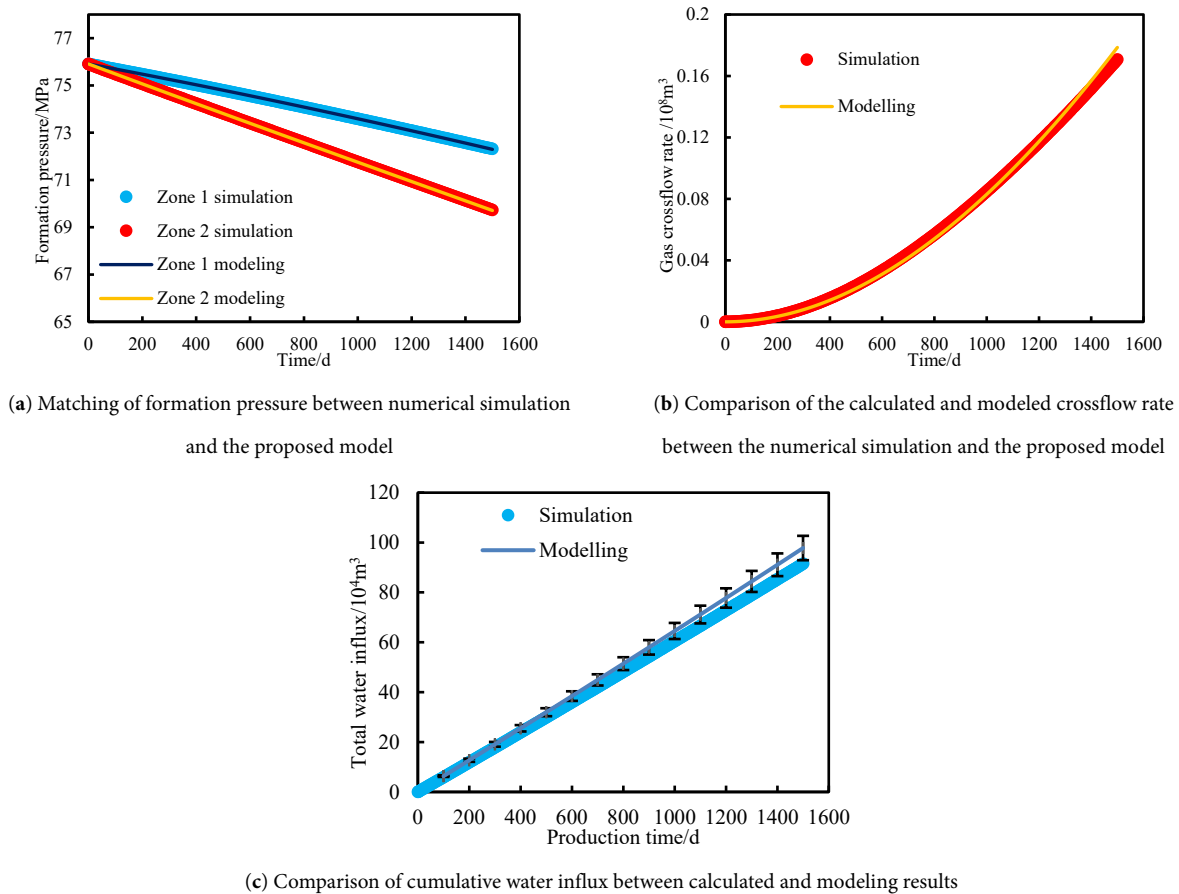 77
75
73
71
69
67
65
Formation pressure/MPa
Zone 1 simulation
Zone 2 simulation
Zone 1 modeling
Zone 2 modeling
0 200 400 600 800 1000 1200 1400 1600
Time/d
(a) Matching of formation pressure between numerical simulation
and the proposed model
0.2
0.16
0.12
0.08
0.04
0
Gas crossflow rate /10⁸m³
Simulation
Modelling
0 200 400 600 800 1000 1200 1400 1600
Time/d
(b) Comparison of the calculated and modeled crossflow rate
between the numerical simulation and the proposed model
120
100
80
60
40
20
0
Total water influx/10⁴m³
Simulation
Modelling
0 200 400 600 800 1000 1200 1400 1600
Production time/d
(c) Comparison of cumulative water influx between calculated and modeling results